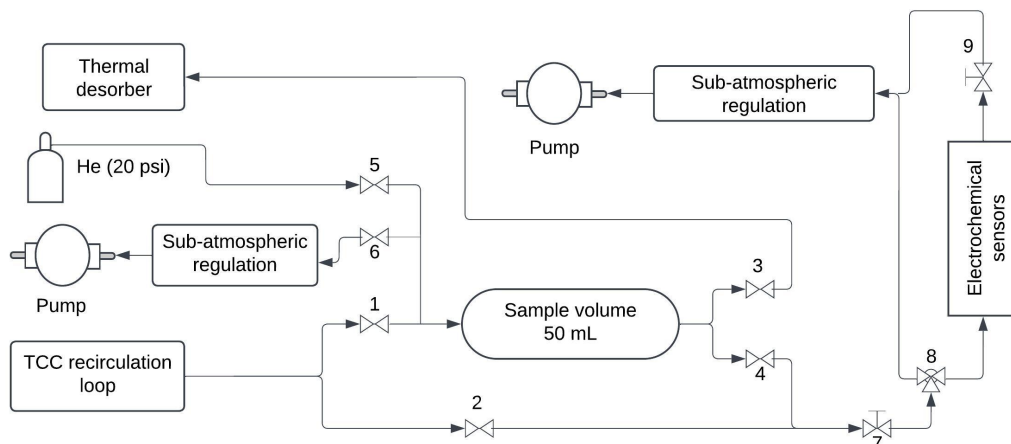 Thermal
desorber
He (20 psi)
5
Sub-atmospheric
regulation
6
Pump
1
TCC recirculation
loop
2
Sample volume
50 mL
3
4
Pump
Sub-atmospheric
regulation
9
Electrochemical
sensors
8
7